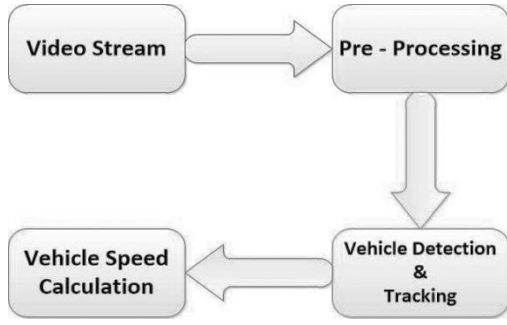 Video Stream
Pre - Processing
Vehicle Detection
&
Tracking
Vehicle Speed
Calculation